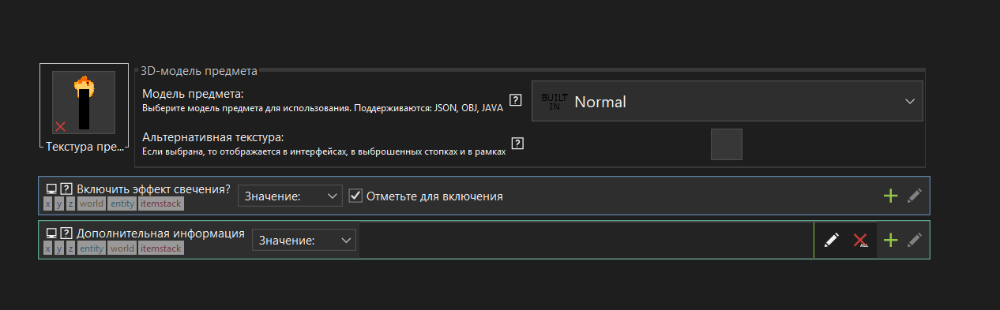 3D-модель предмета
Модель предмета:
Выберите модель предмета для использования. Поддерживаются: JSON, OBJ, JAVA
?
BUILT
IN
Normal
Текстура пре...
Альтернативная текстура:
Если выбрана, то отображается в интерфейсах, в выброшенных стопках и в рамках
?
? Включить эффект свечения?
x y z world entity itemstack
Значение:
Отметьте для включения
? Дополнительная информация
x y z entity world itemstack
Значение:
ALL